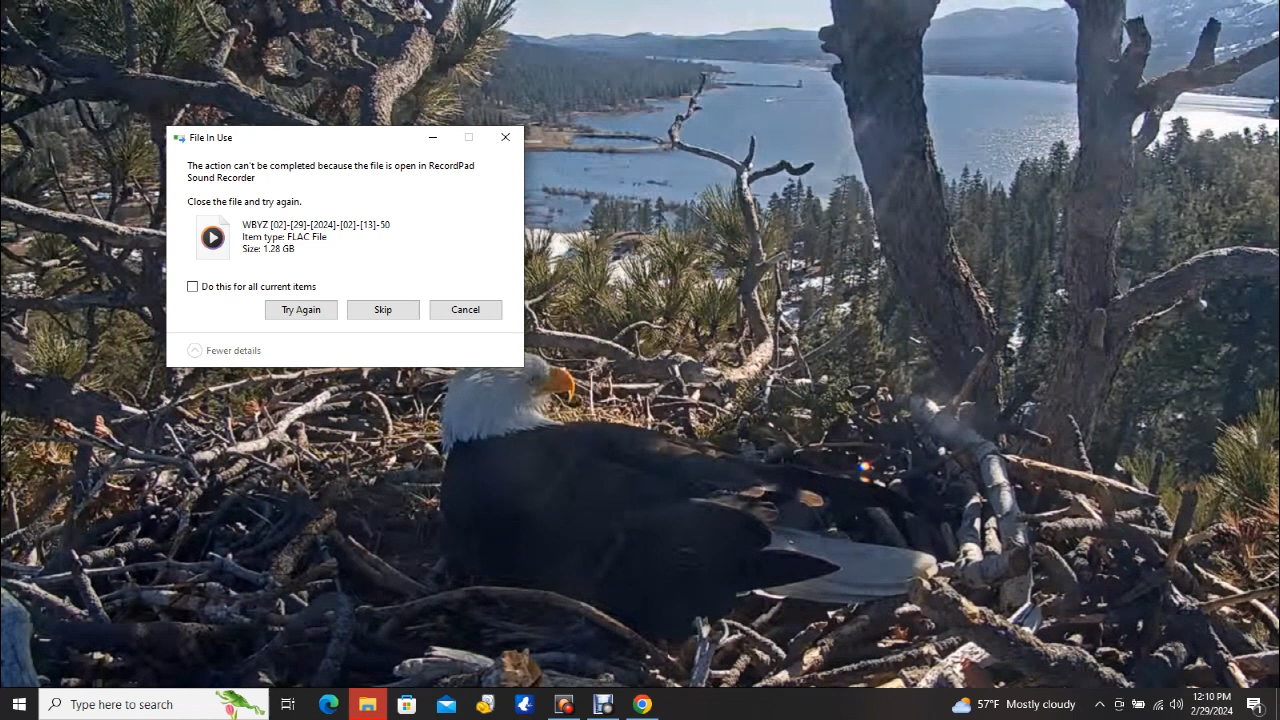 File In Use
The action can't be completed because the file is open in RecordPad
Sound Recorder
Close the file and try again.
WBYZ [02]-[29]-[2024]-[02]-[13]-50
Item type: FLAC File
Size: 1.28 GB
Do this for all current items
Try Again
Skip
Cancel
Fewer details
Type here to search
57°F Mostly cloudy
12:10 PM
2/29/2024
1